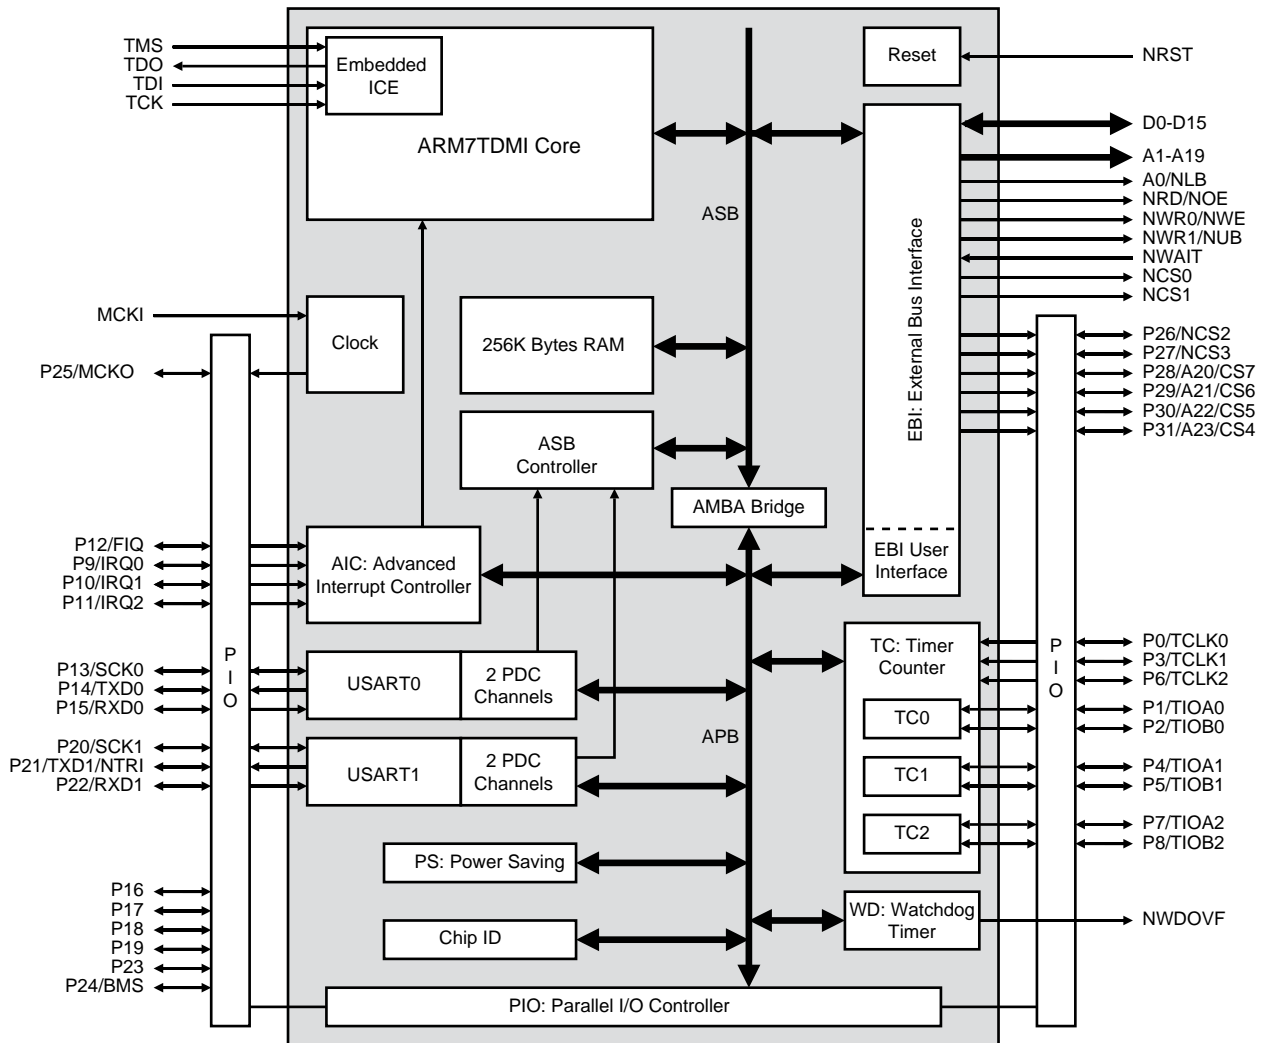 TMS
TDO
TDI
TCK
Embedded
ICE
ARM7TDMI Core
Reset
NRST
D0-D15
A1-A19
A0/NLB
NRD/NOE
NWR0/NWE
NWR1/NUB
NWAIT
NCS0
NCS1
ASB
EBI: External Bus Interface
MCKI
Clock
256K Bytes RAM
P25/MCKO
P26/NCS2
P27/NCS3
P28/A20/CS7
P29/A21/CS6
P30/A22/CS5
P31/A23/CS4
ASB
Controller
AMBA Bridge
EBI User
Interface
P12/FIQ
P9/IRQ0
P10/IRQ1
P11/IRQ2
AIC: Advanced
Interrupt Controller
PIO
P13/SCK0
P14/TXD0
P15/RXD0
USART0
2 PDC
Channels
P20/SCK1
P21/TXD1/NTRI
P22/RXD1
USART1
2 PDC
Channels
APB
TC: Timer
Counter
TC0
TC1
TC2
PIO
P0/TCLK0
P3/TCLK1
P6/TCLK2
P1/TIOA0
P2/TIOB0
P4/TIOA1
P5/TIOB1
P7/TIOA2
P8/TIOB2
PS: Power Saving
P16
P17
P18
P19
P23
P24/BMS
Chip ID
WD: Watchdog
Timer
NWDOVF
PIO: Parallel I/O Controller